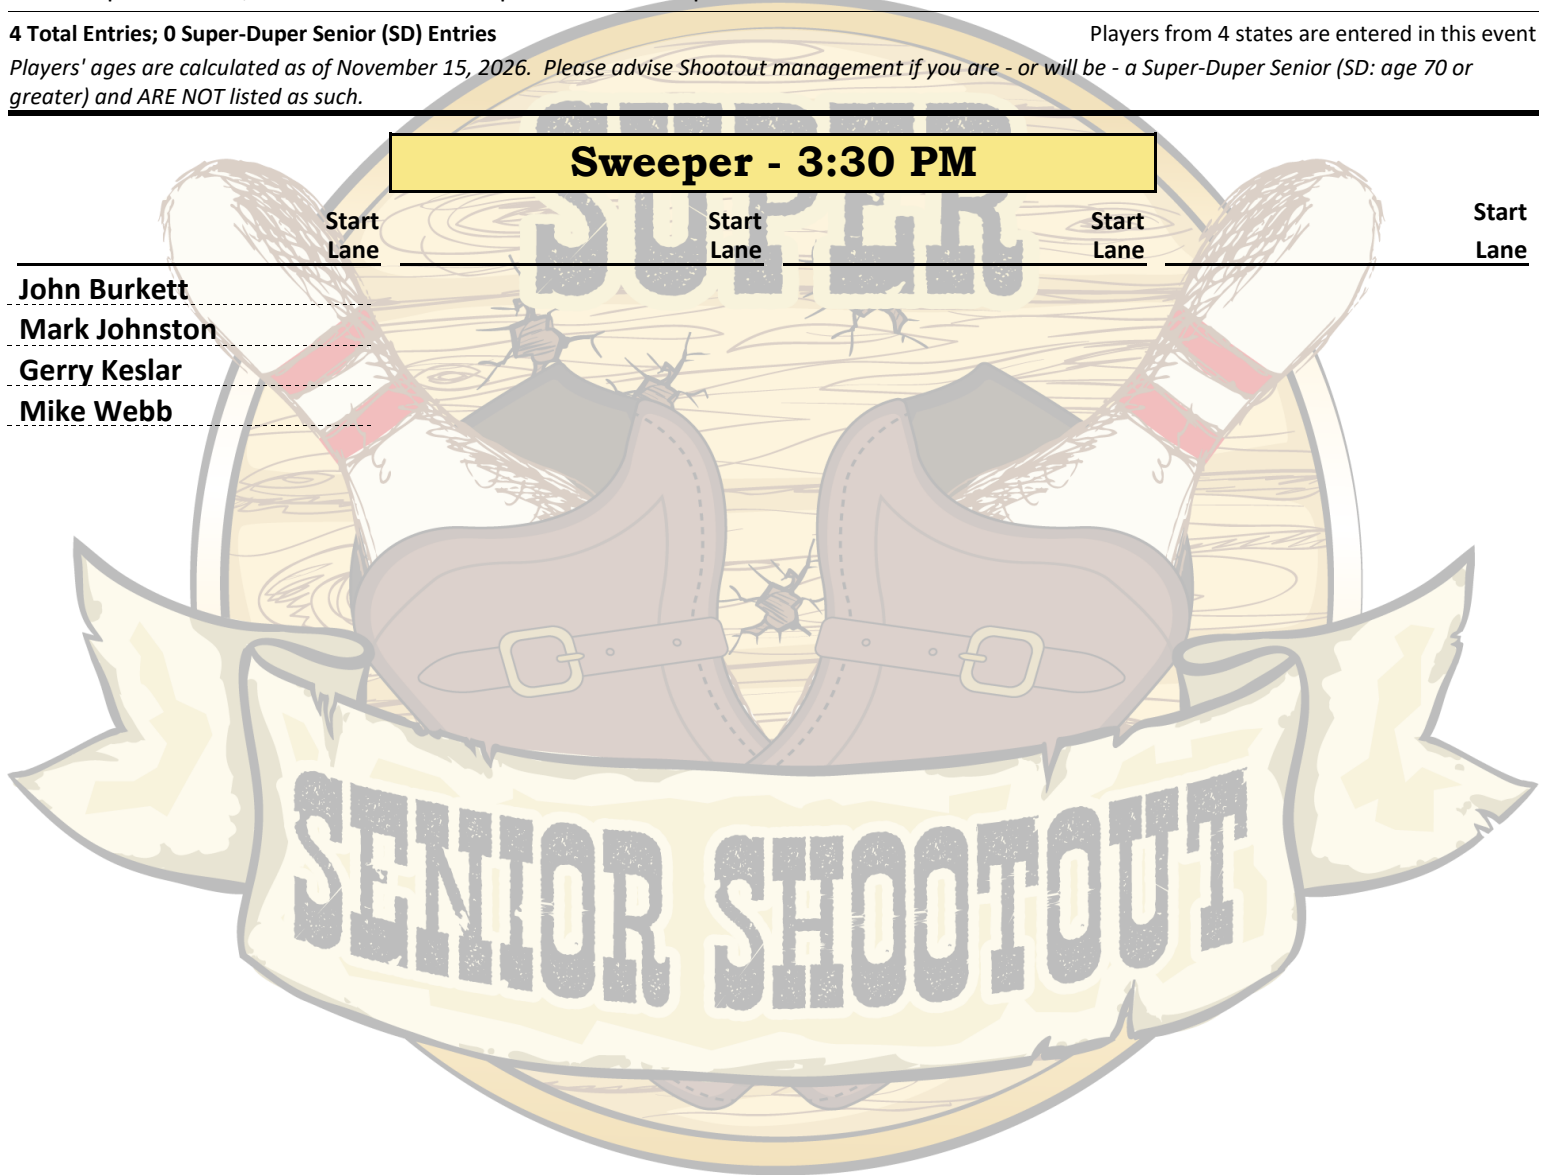 4 Total Entries; 0 Super-Duper Senior (SD) Entries
Players from 4 states are entered in this event
Players' ages are calculated as of November 15, 2026.  Please advise Shootout management if you are - or will be - a Super-Duper Senior (SD: age 70 or
greater) and ARE NOT listed as such.
Sweeper - 3:30 PM
SUPER
Start Start Start Start
Lane Lane Lane Lane
John Burkett
Mark Johnston
Gerry Keslar
Mike Webb
SENIOR SHOOTOUT